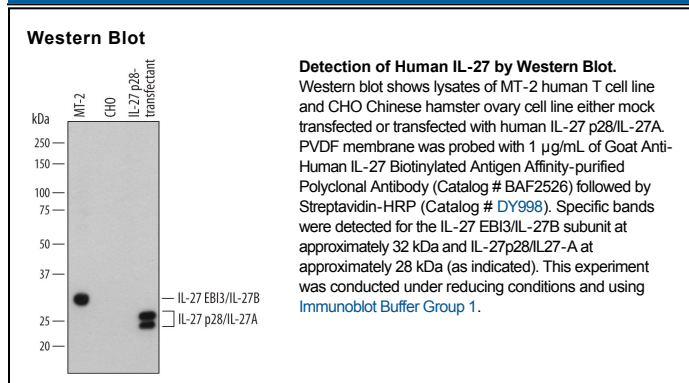 Western Blot
MT-2
CHO
IL-27 p28-
transfectant
kDa
250
150
100
75
50
37
25
20
IL-27 EBI3/IL-27B
IL-27 p28/IL-27A
Detection of Human IL-27 by Western Blot.
Western blot shows lysates of MT-2 human T cell line
and CHO Chinese hamster ovary cell line either mock
transfected or transfected with human IL-27 p28/IL-27A.
PVDF membrane was probed with 1 µg/mL of Goat Anti-
Human IL-27 Biotinylated Antigen Affinity-purified
Polyclonal Antibody (Catalog # BAF2526) followed by
Streptavidin-HRP (Catalog # DY998). Specific bands
were detected for the IL-27 EBI3/IL-27B subunit at
approximately 32 kDa and IL-27p28/IL27-A at
approximately 28 kDa (as indicated). This experiment
was conducted under reducing conditions and using
Immunoblot Buffer Group 1.